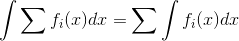 ∫ ∑ fᵢ(x)dx = ∑ ∫ fᵢ(x)dx